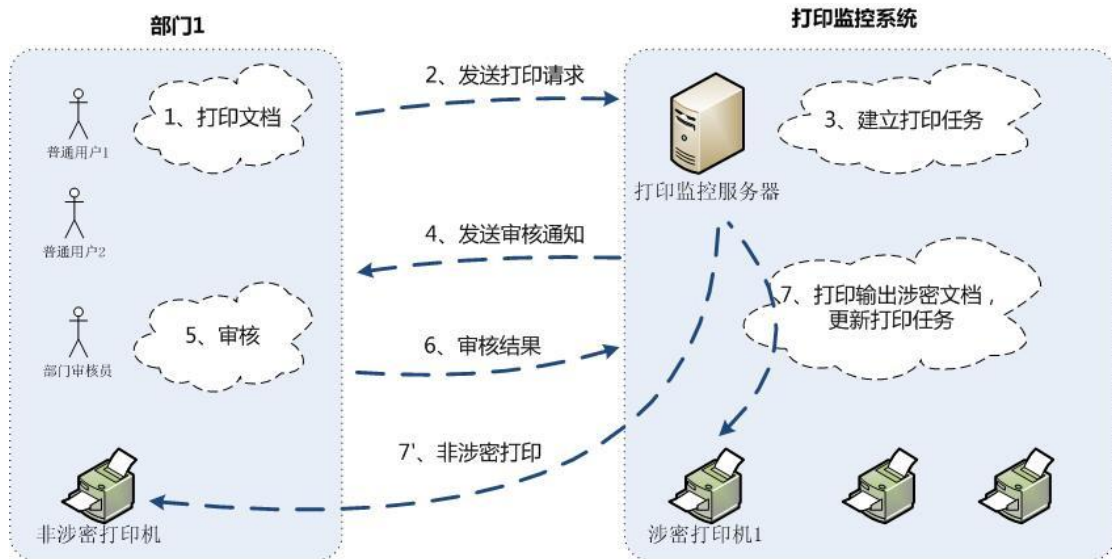 部门1
打印监控系统
2、发送打印请求
1、打印文档
3、建立打印任务
普通用户1
打印监控服务器
普通用户2
4、发送审核通知
7、打印输出涉密文档，
更新打印任务
5、审核
6、审核结果
部门审核员
7'、非涉密打印
非涉密打印机
涉密打印机1